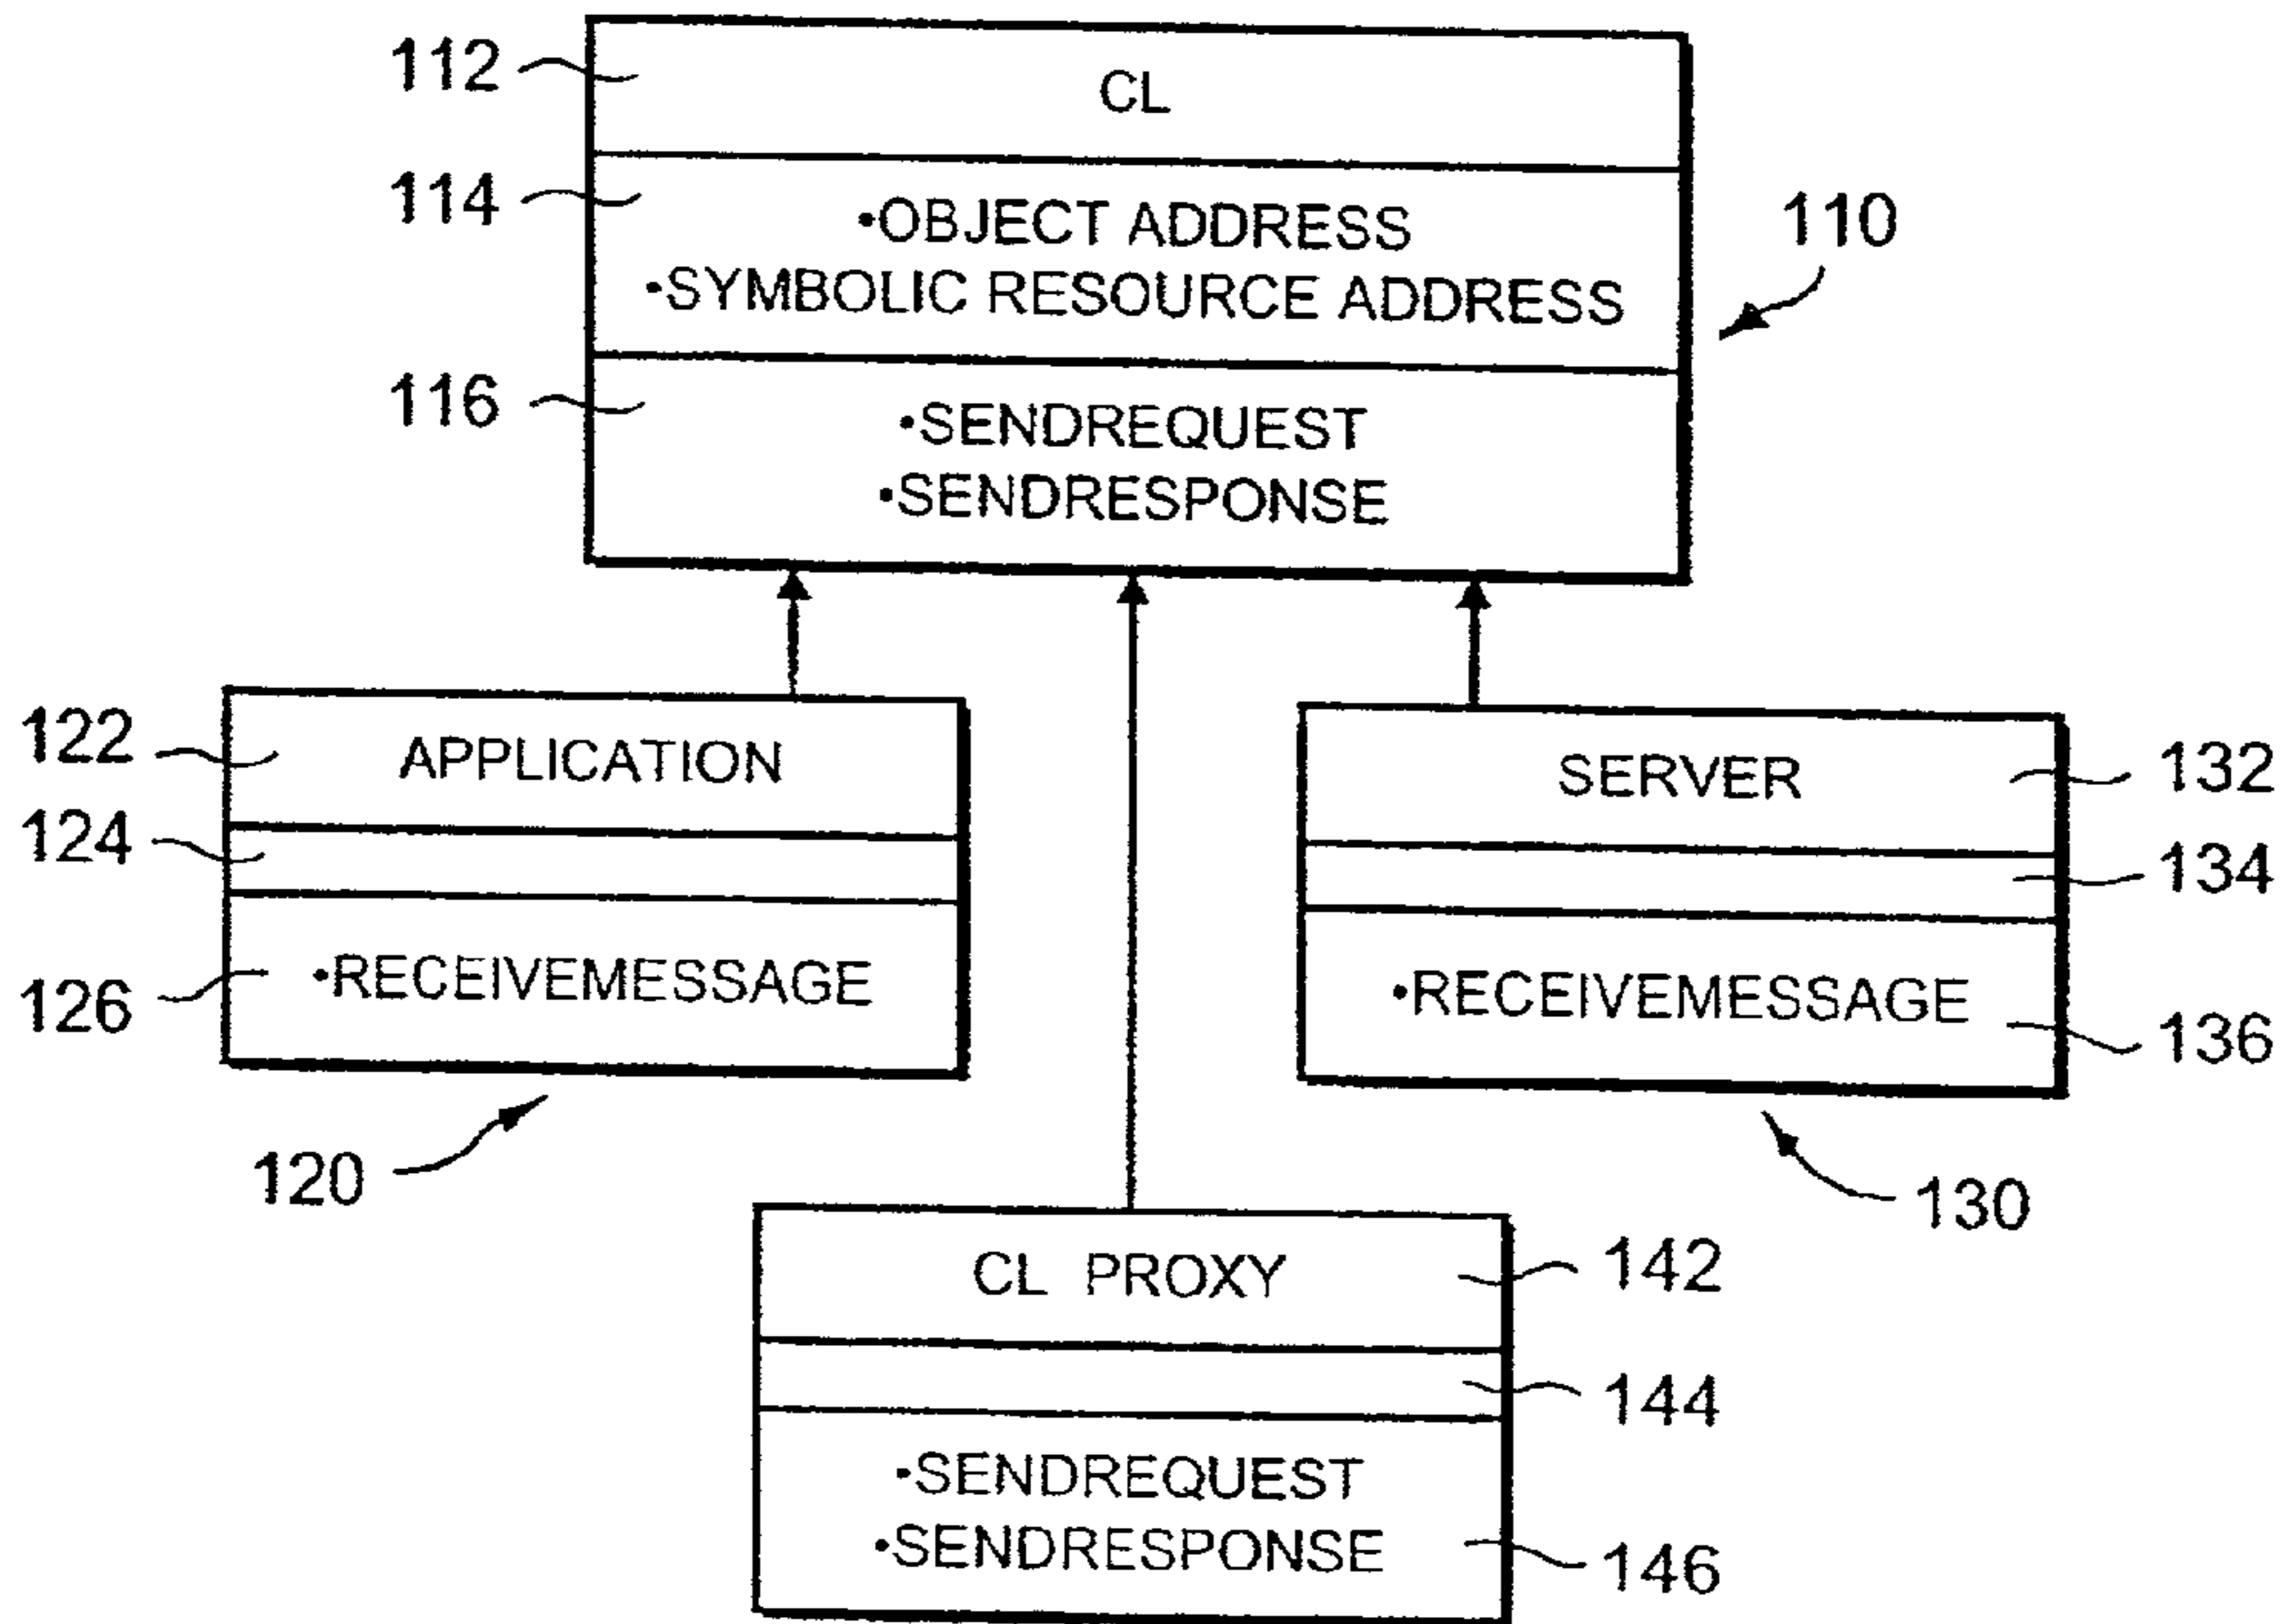 112
CL
114
•OBJECT ADDRESS
•SYMBOLIC RESOURCE ADDRESS
110
116
•SENDREQUEST
•SENDRESPONSE
122
APPLICATION
124
126
•RECEIVEMESSAGE
120
SERVER
132
134
•RECEIVEMESSAGE
136
130
CL PROXY
142
144
•SENDREQUEST
•SENDRESPONSE
146